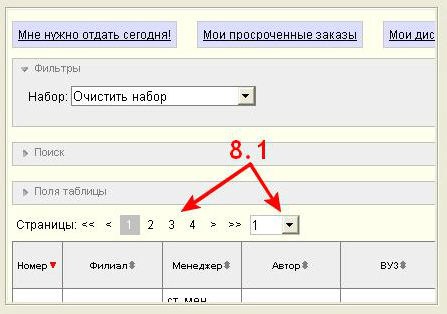 Мне нужно отдать сегодня! Мои просроченные заказы Мои дис
Фильтры
Набор: Очистить набор
8.1
Поиск
Поля таблицы
Страницы: << < 1 2 3 4 > >> 1
Номер Филиал Менеджер Автор ВУЗ
ст. мен